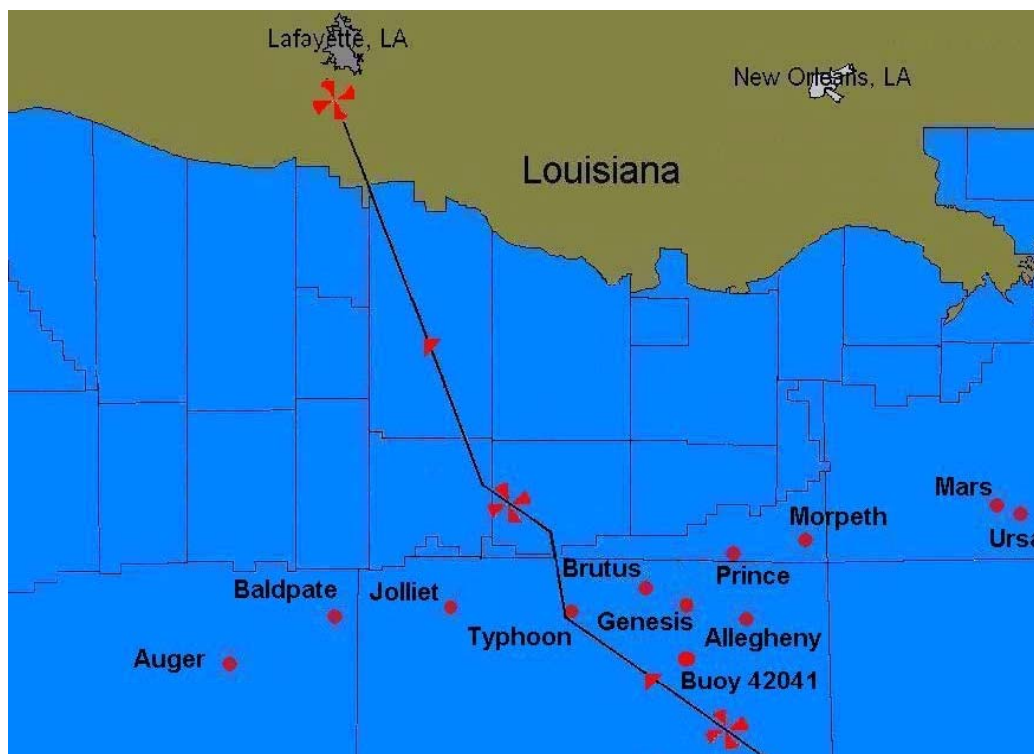 Lafayette, LA
New Orleans, LA
Louisiana
Mars
Ursa
Morpeth
Prince
Brutus
Baldpate
Jolliet
Genesis
Typhoon
Allegheny
Auger
Buoy 42041